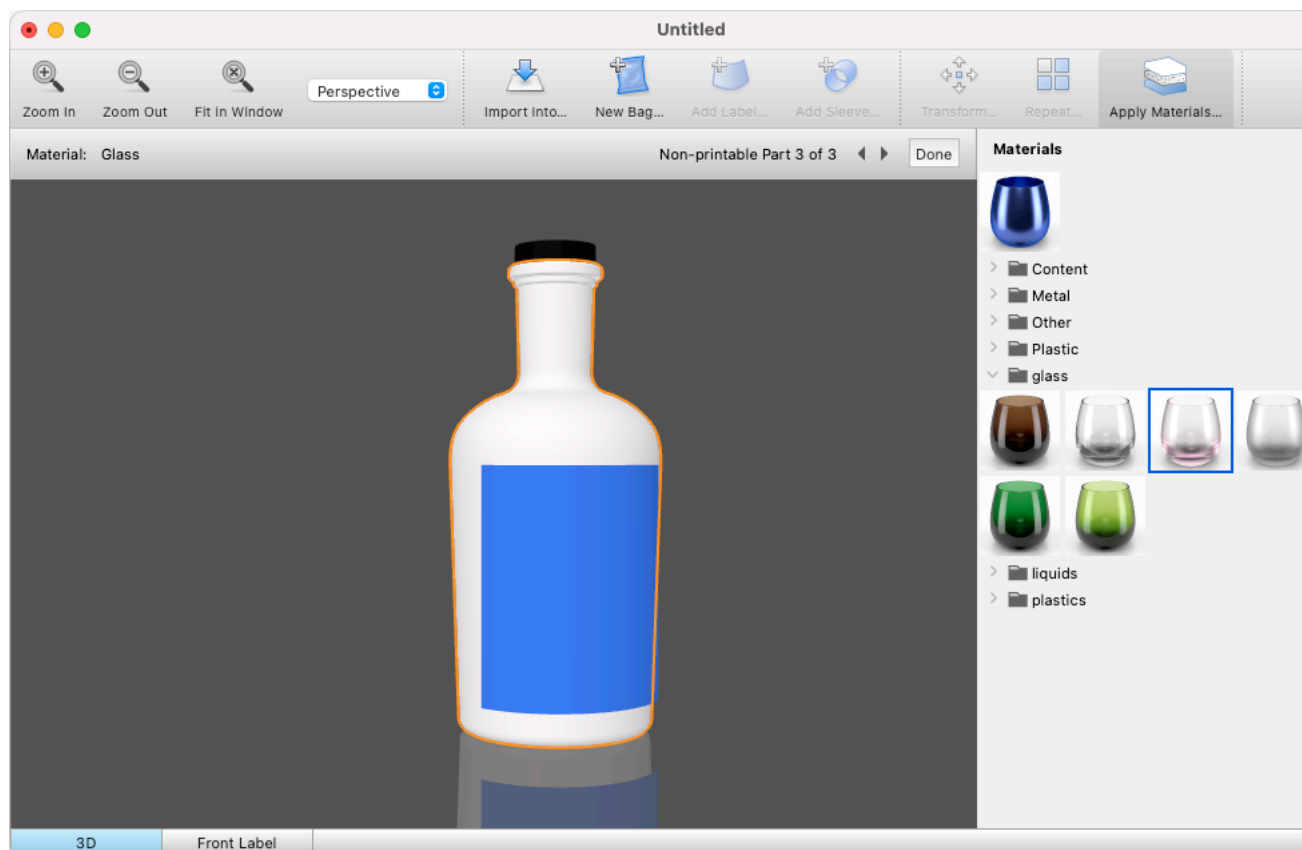 Untitled
Zoom In Zoom Out Fit in Window Perspective Import Into... New Bag... Add Label... Add Sleeve... Transform... Repeat... Apply Materials...
Material: Glass Non-printable Part 3 of 3 Done
Materials
Content
Metal
Other
Plastic
glass
liquids
plastics
3D Front Label